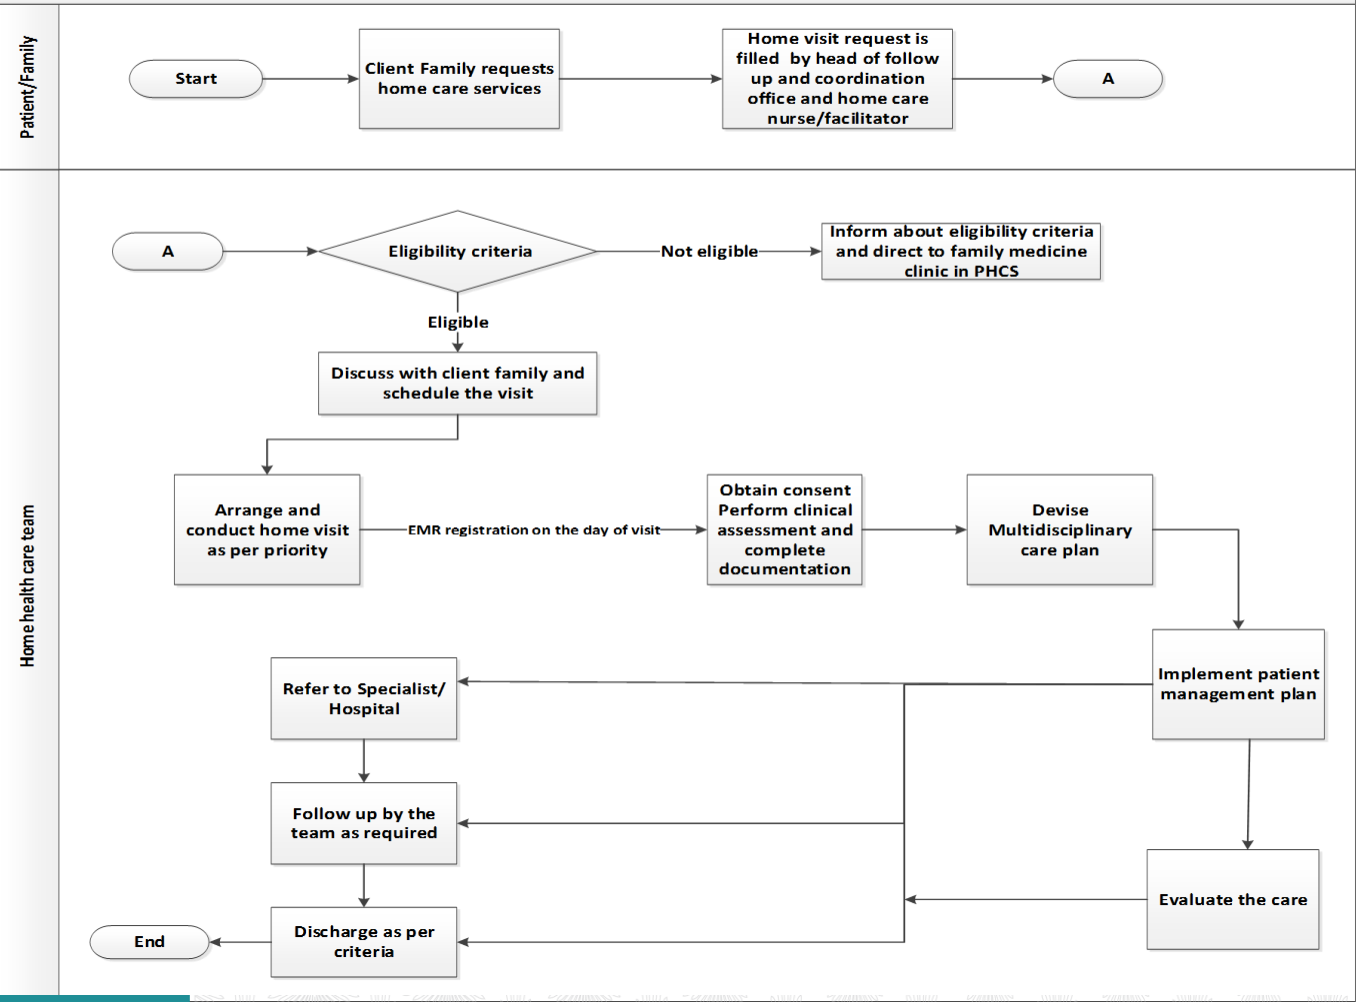 Patient/Family
Start
Client Family requests
home care services
Home visit request is
filled by head of follow
up and coordination
office and home care
nurse/facilitator
A
Home health care team
A
Eligibility criteria
Not eligible
Inform about eligibility criteria
and direct to family medicine
clinic in PHCS
Eligible
Discuss with client family and
schedule the visit
Arrange and
conduct home visit
as per priority
EMR registration on the day of visit
Obtain consent
Perform clinical
assessment and
complete
documentation
Devise
Multidisciplinary
care plan
Implement patient
management plan
Refer to Specialist/
Hospital
Follow up by the
team as required
Evaluate the care
Discharge as per
criteria
End